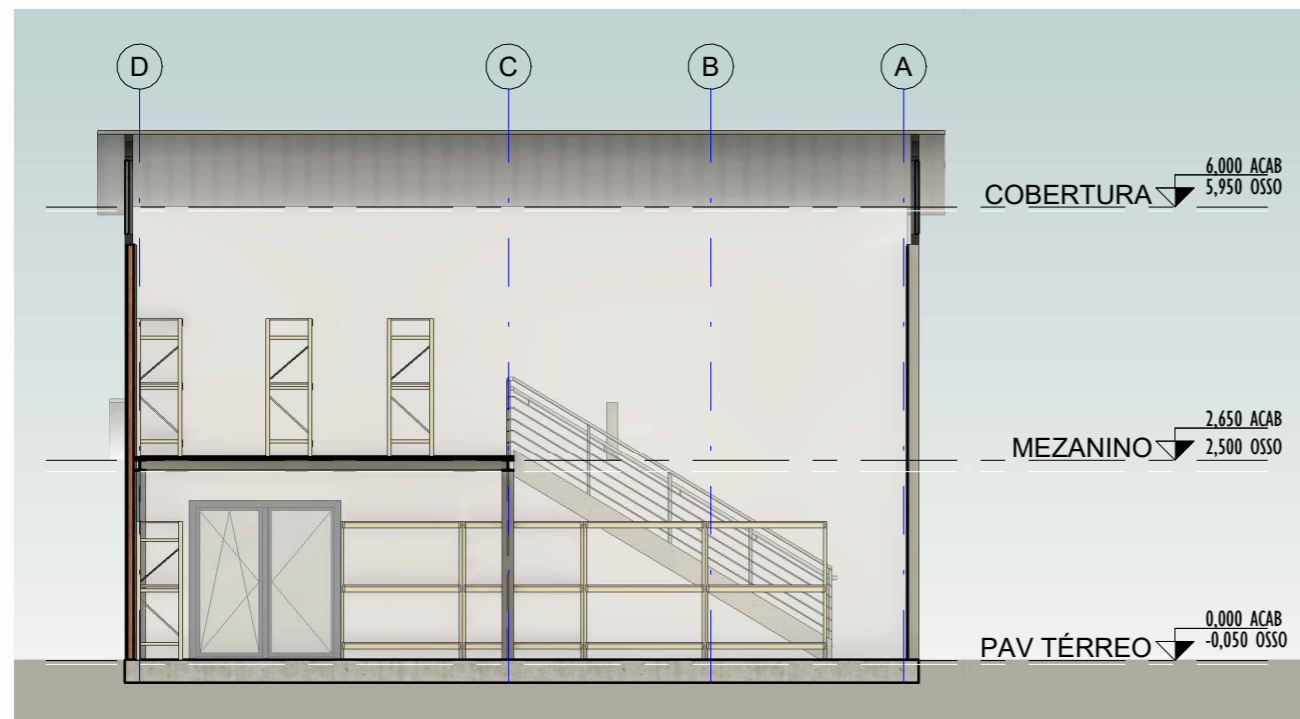 D
C
B
A
6,000 ACAB
COBERTURA 5,950 OSSO
2,650 ACAB
MEZANINO 2,500 OSSO
0,000 ACAB
PAV TÉRREO -0,050 OSSO